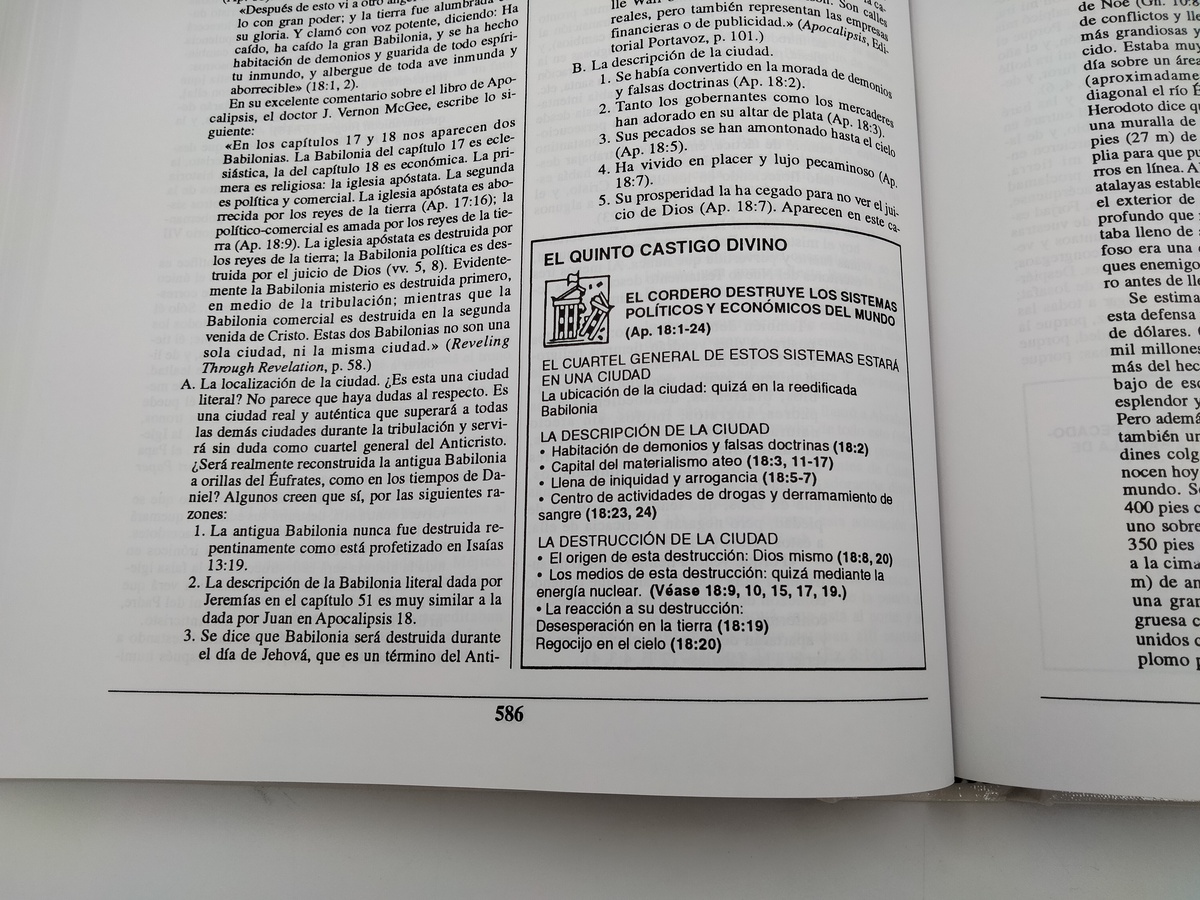 «Después de esto vi a otro ángel
lo con gran poder; y la tierra fue alumbrada
su gloria. Y clamó con voz potente, diciendo: Ha
caído, ha caído la gran Babilonia, y se ha hecho
habitación de demonios y guarida de todo espíri-
tu inmundo, y albergue de toda ave inmunda y
aborrecible» (18:1, 2).
En su excelente comentario sobre el libro de Apo-
calipsis, el doctor J. Vernon McGee, escribe lo si-
guiente:
«En los capítulos 17 y 18 nos aparecen dos
Babilonias. La Babilonia del capítulo 17 es ecle-
siástica, la del capítulo 18 es económica. La pri-
mera es religiosa: la iglesia apóstata. La segunda
es política y comercial. La iglesia apóstata es abo-
rrecida por los reyes de la tierra (Ap. 17:16); la
político-comercial es amada por los reyes de la tie-
rra (Ap. 18:9). La iglesia apóstata es destruida por
los reyes de la tierra; la Babilonia política es des-
truida por el juicio de Dios (vv. 5, 8). Evidente-
mente la Babilonia misterio es destruida primero,
en medio de la tribulación; mientras que la
Babilonia comercial es destruida en la segunda
venida de Cristo. Estas dos Babilonias no son una
sola ciudad, ni la misma ciudad.» (Reveling
Through Revelation, p. 58.)
A. La localización de la ciudad. ¿Es esta una ciudad
literal? No parece que haya dudas al respecto. Es
una ciudad real y auténtica que superará a todas
las demás ciudades durante la tribulación y servi-
rá sin duda como cuartel general del Anticristo.
¿Será realmente reconstruida la antigua Babilonia
a orillas del Éufrates, como en los tiempos de Da-
niel? Algunos creen que sí, por las siguientes ra-
zones:
1. La antigua Babilonia nunca fue destruida re-
pentinamente como está profetizado en Isaías
13:19.
2. La descripción de la Babilonia literal dada por
Jeremías en el capítulo 51 es muy similar a la
dada por Juan en Apocalipsis 18.
3. Se dice que Babilonia será destruida durante
el día de Jehová, que es un término del Anti-
Son calles
reales, pero también representan las empresas
financieras o de publicidad.» (Apocalipsis, Edi-
torial Portavoz, p. 101.)
B. La descripción de la ciudad.
1. Se había convertido en la morada de demonios
y falsas doctrinas (Ap. 18:2).
2. Tanto los gobernantes como los mercaderes
han adorado en su altar de plata (Ap. 18:3).
3. Sus pecados se han amontonado hasta el cielo
(Ap. 18:5).
4. Ha vivido en placer y lujo pecaminoso (Ap.
18:7).
5. Su prosperidad la ha cegado para no ver el jui-
cio de Dios (Ap. 18:7). Aparecen en este ca-
EL QUINTO CASTIGO DIVINO
EL CORDERO DESTRUYE LOS SISTEMAS
POLÍTICOS Y ECONÓMICOS DEL MUNDO
(Ap. 18:1-24)
EL CUARTEL GENERAL DE ESTOS SISTEMAS ESTARÁ
EN UNA CIUDAD
La ubicación de la ciudad: quizá en la reedificada
Babilonia
LA DESCRIPCIÓN DE LA CIUDAD
• Habitación de demonios y falsas doctrinas (18:2)
• Capital del materialismo ateo (18:3, 11-17)
• Llena de iniquidad y arrogancia (18:5-7)
• Centro de actividades de drogas y derramamiento de
sangre (18:23, 24)
LA DESTRUCCIÓN DE LA CIUDAD
• El origen de esta destrucción: Dios mismo (18:8, 20)
• Los medios de esta destrucción: quizá mediante la
energía nuclear. (Véase 18:9, 10, 15, 17, 19.)
• La reacción a su destrucción:
Desesperación en la tierra (18:19)
Regocijo en el cielo (18:20)
586
de Noé (Gn.
de conflictos y
más grandiosas y
cido. Estaba muy
día sobre un área
(aproximadame
diagonal el río
Herodoto dice
una muralla de
pies (27 m) de
plia para que
rros en línea.
atalayas estable
el exterior de
profundo que
taba lleno de
foso era una
ques enemigo
ro antes de
Se estima
esta defensa
de dólares.
mil millones
más del hec
bajo de
esplendor y
Pero ademá
también
dines colg
nocen hoy
mundo.
400 pies
uno sobre
350 pies
a la cima
m) de an
una gran
gruesa
unidos
plomo